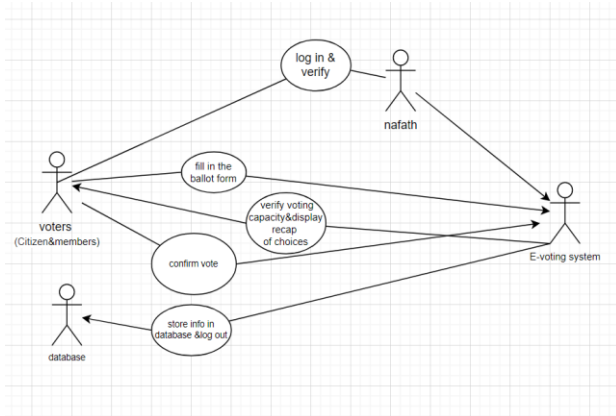 log in &
verify
nafath
fill in the
ballot form
voters
(Citizen&members)
verify voting
capacity&display
recap
of choices
E-voting system
confirm vote
store info in
database &log out
database